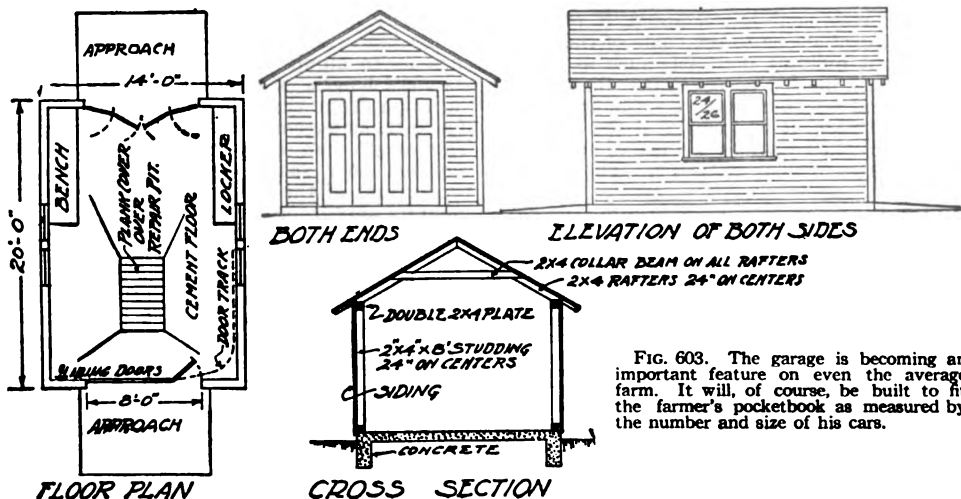 APPROACH
14'-0"
20'-0"
BENCH
PLANK COVER
OVER
REPAIR PIT.
CEMENT FLOOR
LOCKER
DOOR TRACK
SLIDING DOORS
8'-0"
APPROACH
FLOOR PLAN
BOTH ENDS
24/26
ELEVATION OF BOTH SIDES
2X4 COLLAR BEAM ON ALL RAFTERS
2X4 RAFTERS 24" ON CENTERS
DOUBLE 2X4 PLATE
2"X4"X8' STUDDING
24" ON CENTERS
SIDING
CONCRETE
CROSS SECTION
FIG. 603. The garage is becoming an
important feature on even the average
farm. It will, of course, be built to fi
the farmer's pocketbook as measured by
the number and size of his cars.